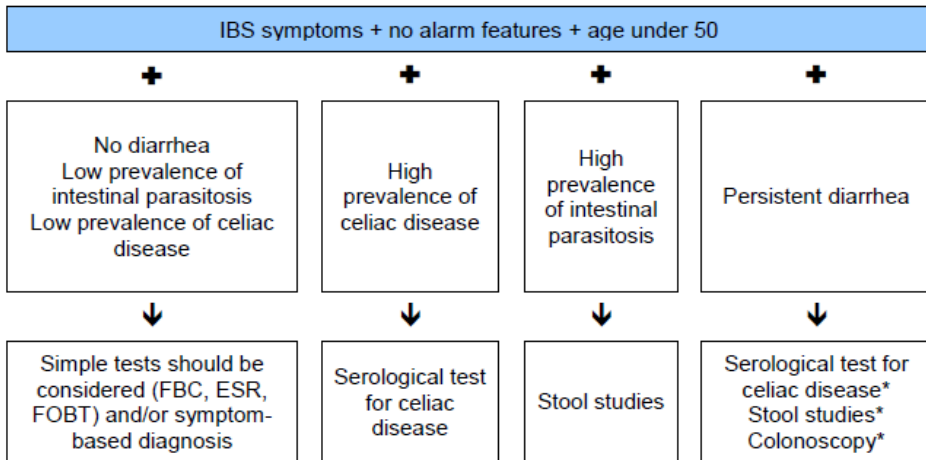 IBS symptoms + no alarm features + age under 50
No diarrhea
Low prevalence of
intestinal parasitosis
Low prevalence of celiac
disease
High
prevalence of
celiac disease
High
prevalence
of intestinal
parasitosis
Persistent diarrhea
Simple tests should be
considered (FBC, ESR,
FOBT) and/or symptom-
based diagnosis
Serological test
for celiac
disease
Stool studies
Serological test for
celiac disease*
Stool studies*
Colonoscopy*